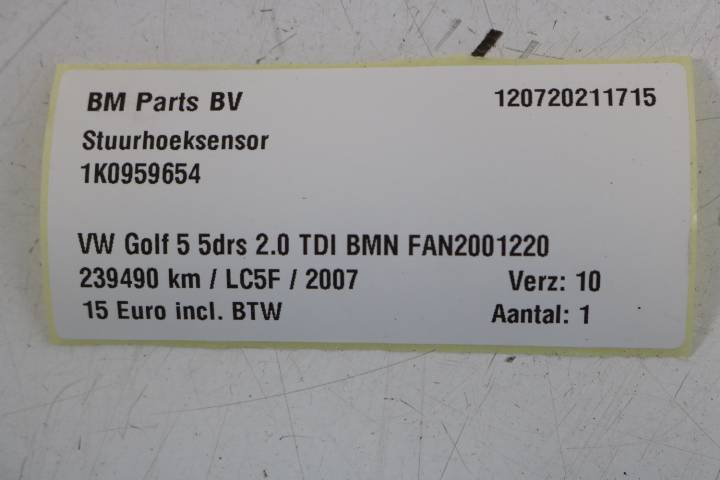 BM Parts BV 120720211715
Stuurhoeksensor
1K0959654
VW Golf 5 5drs 2.0 TDI BMN FAN2001220
239490 km / LC5F / 2007 Verz: 10
15 Euro incl. BTW Aantal: 1